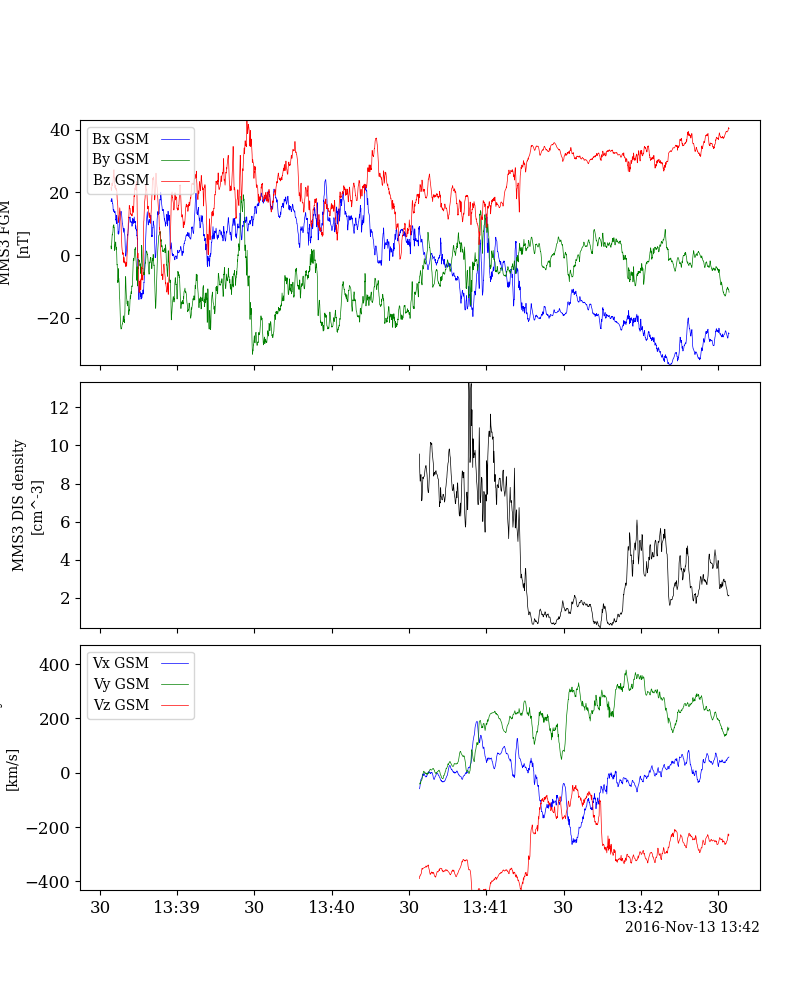 40
20
0
−20
MMS3 FGM
[nT]
Bx GSM
By GSM
Bz GSM
12
10
8
6
4
2
MMS3 DIS density
[cm^-3]
400
200
0
−200
−400
[km/s]
Vx GSM
Vy GSM
Vz GSM
30 13:39 30 13:40 30 13:41 30 13:42 30
2016-Nov-13 13:42